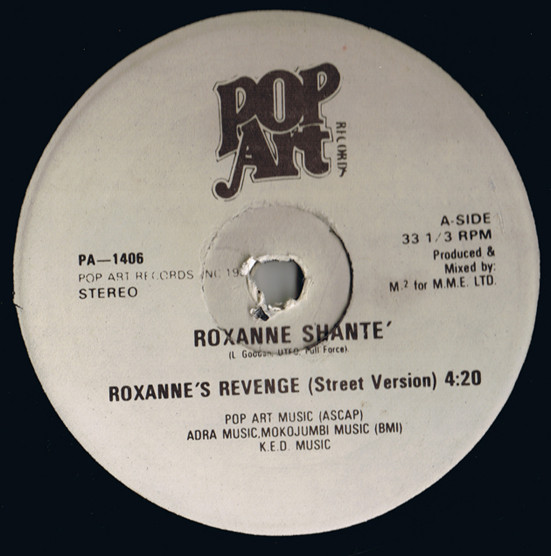 POP
Art
RECORDS
A-SIDE
33 1/3 RPM
Produced &
Mixed by:
M.² for M.M.E. LTD.
PA—1406
POP ART RECORDS INC 19
STEREO
ROXANNE SHANTE´
(L UTFO, Full Force).
ROXANNE'S REVENGE (Street Version) 4:20
POP ART MUSIC (ASCAP)
ADRA MUSIC,MOKOJUMBI MUSIC (BMI)
K.E.D. MUSIC